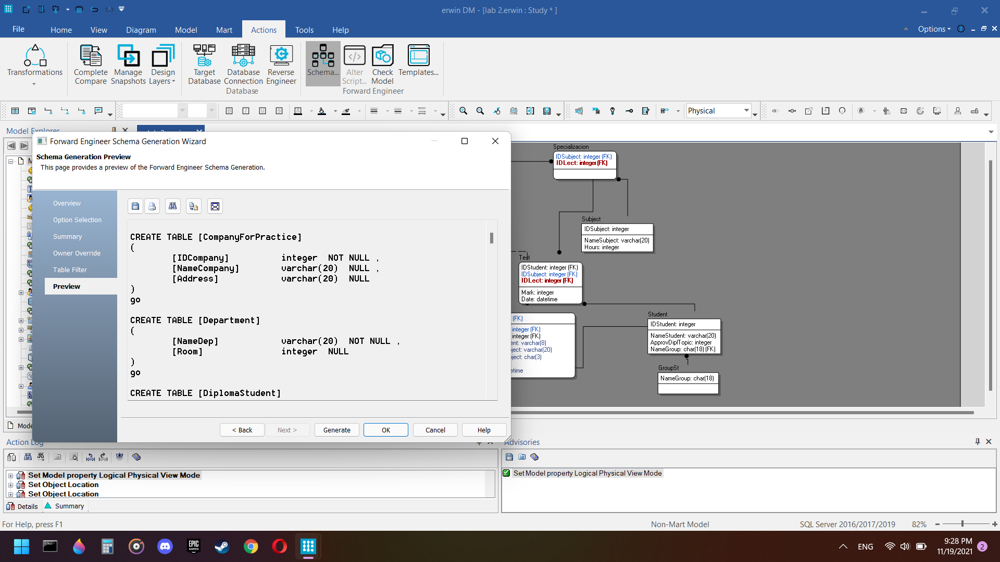 erwin DM - [lab 2.erwin : Study * ]
File
Home
View
Diagram
Model
Mart
Actions
Tools
Help
Options
Transformations
Complete Compare
Manage Snapshots
Design Layers
Target Database
Database Connection
Reverse Engineer
Database
Schema...
Alter Script...
Check Model
Templates...
Forward Engineer
Physical
Model Explorer
Forward Engineer Schema Generation Wizard
Schema Generation Preview
This page provides a preview of the Forward Engineer Schema Generation.
Overview
Option Selection
Summary
Owner Override
Table Filter
Preview
CREATE TABLE [CompanyForPractice]
(
[IDCompany] integer NOT NULL ,
[NameCompany] varchar(20) NULL ,
[Address] varchar(20) NULL
)
go
CREATE TABLE [Department]
(
[NameDep] varchar(20) NOT NULL ,
[Room] integer NULL
)
go
CREATE TABLE [DiplomaStudent]
< Back
Next >
Generate
OK
Cancel
Help
Specializacion
IDSubject: integer (FK)
IDLect: integer (FK)
Subject
IDSubject: integer
NameSubject: varchar(20)
Hours: integer
Test
IDStudent: integer (FK)
IDSubject: integer (FK)
IDLect: integer (FK)
Mark: integer
Date: datetime
(FK)
integer (FK)
integer (FK)
ent: varchar(8)
ject: varchar(20)
ject: char(3)
etime
Student
IDStudent: integer
NameStudent: varchar(20)
ApprovDiplTopic: integer
NameGroup: char(18) (FK)
GroupSt
NameGroup: char(18)
Mode
Action Log
Set Model property Logical Physical View Mode
Set Object Location
Set Object Location
Details
Summary
Advisories
Set Model property Logical Physical View Mode
For Help, press F1
Non-Mart Model
SQL Server 2016/2017/2019
82%
EPIC GAMES
ENG
9:28 PM
11/19/2021
2